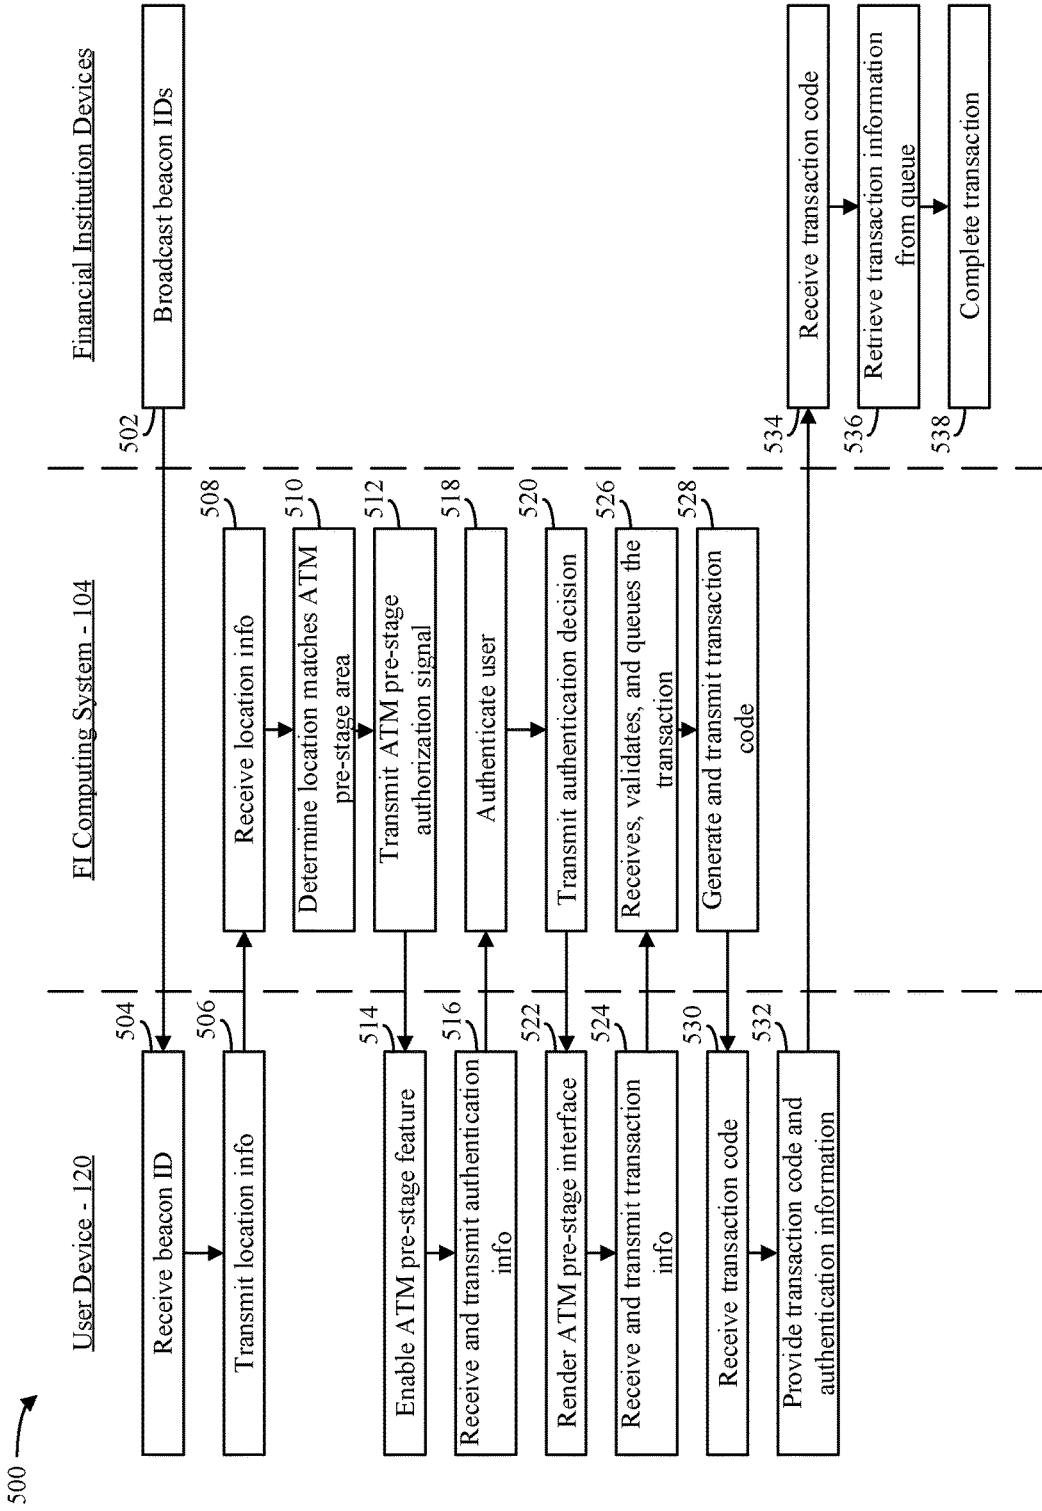 500
User Device - 120
FI Computing System - 104
Financial Institution Devices
502
Broadcast beacon IDs
504
Receive beacon ID
506
Transmit location info
508
Receive location info
510
Determine location matches ATM
pre-stage area
512
Transmit ATM pre-stage
authorization signal
514
Enable ATM pre-stage feature
516
Receive and transmit authentication
info
518
Authenticate user
520
Transmit authentication decision
522
Render ATM pre-stage interface
524
Receive and transmit transaction
info
526
Receives, validates, and queues the
transaction
528
Generate and transmit transaction
code
530
Receive transaction code
532
Provide transaction code and
authentication information
534
Receive transaction code
536
Retrieve transaction information
from queue
538
Complete transaction